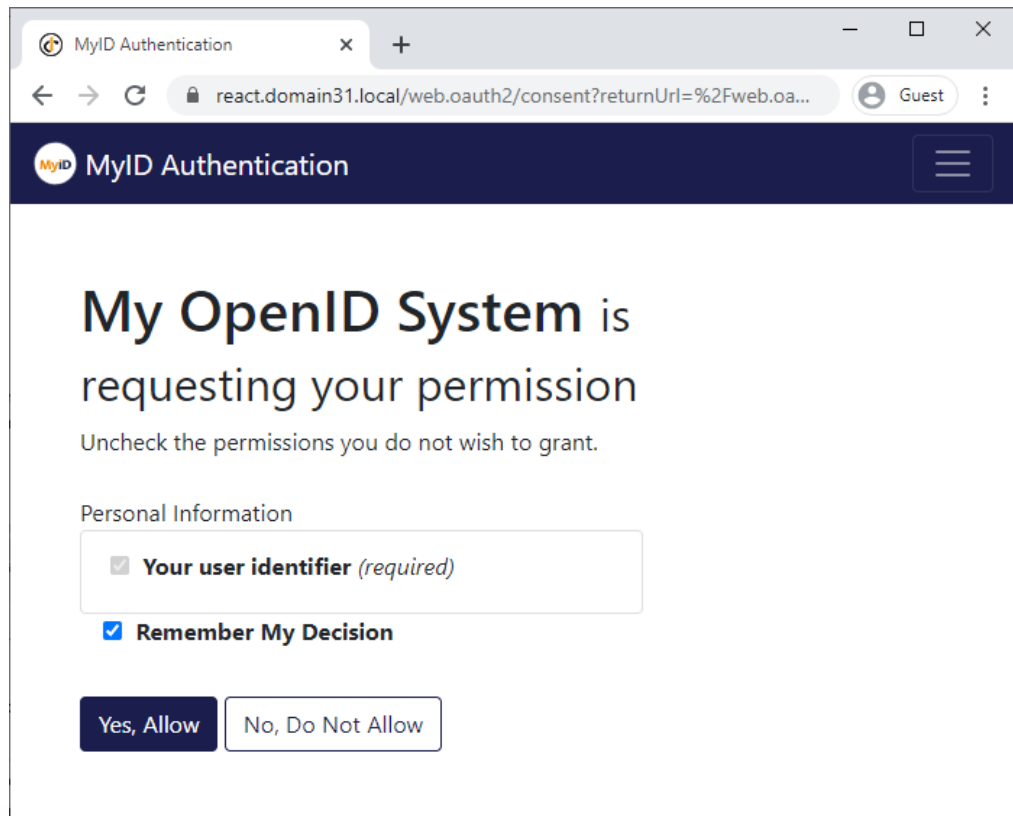 MyID Authentication
react.domain31.local/web.oauth2/consent?returnUrl=%2Fweb.oa...
Guest
MyID MyID Authentication
My OpenID System is
requesting your permission
Uncheck the permissions you do not wish to grant.
Personal Information
Your user identifier (required)
Remember My Decision
Yes, Allow No, Do Not Allow